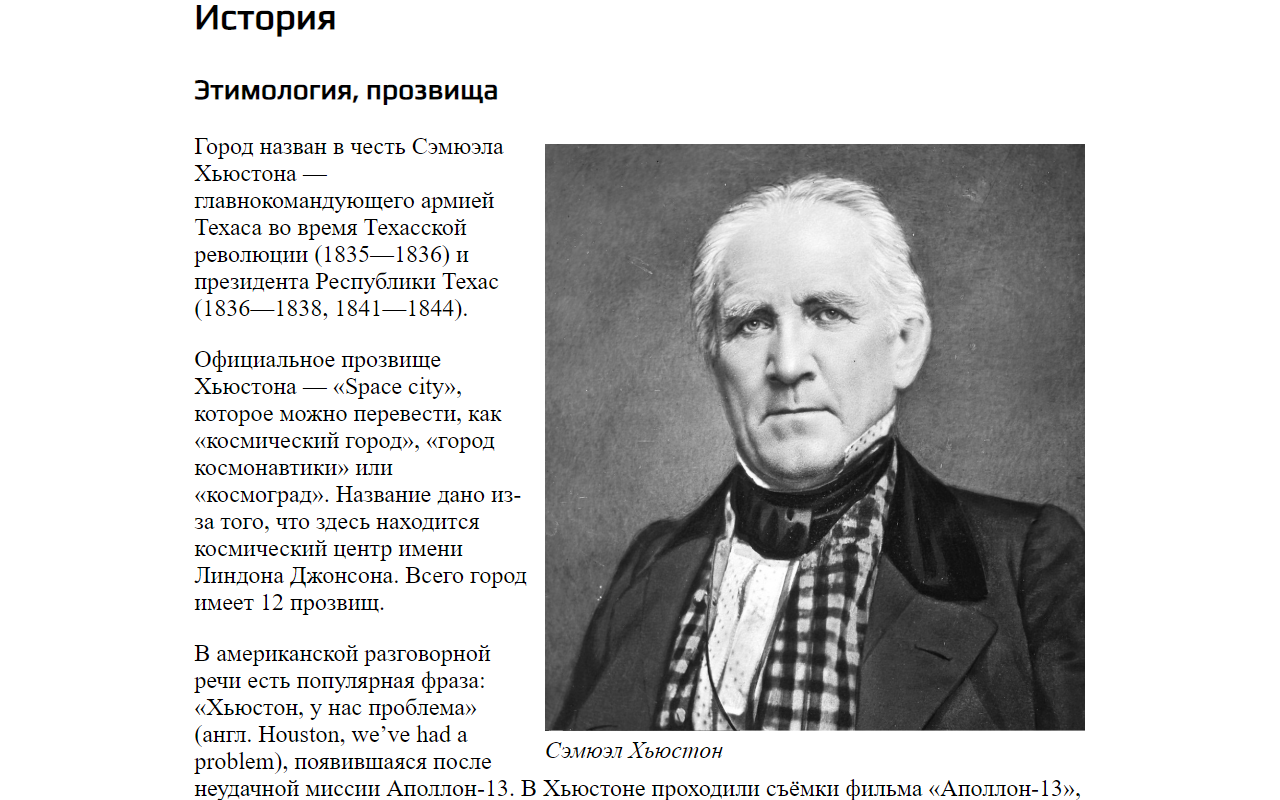 История
Этимология, прозвища
Город назван в честь Сэмюэла
Хьюстона —
главнокомандующего армией
Техаса во время Техасской
революции (1835—1836) и
президента Республики Техас
(1836—1838, 1841—1844).
Официальное прозвище
Хьюстона — «Space city»,
которое можно перевести, как
«космический город», «город
космонавтики» или
«космоград». Название дано из-
за того, что здесь находится
космический центр имени
Линдона Джонсона. Всего город
имеет 12 прозвищ.
В американской разговорной
речи есть популярная фраза:
«Хьюстон, у нас проблема»
(англ. Houston, we’ve had a
problem), появившаяся после
неудачной миссии Аполлон-13. В Хьюстоне проходили съёмки фильма «Аполлон-13»,
Сэмюэл Хьюстон